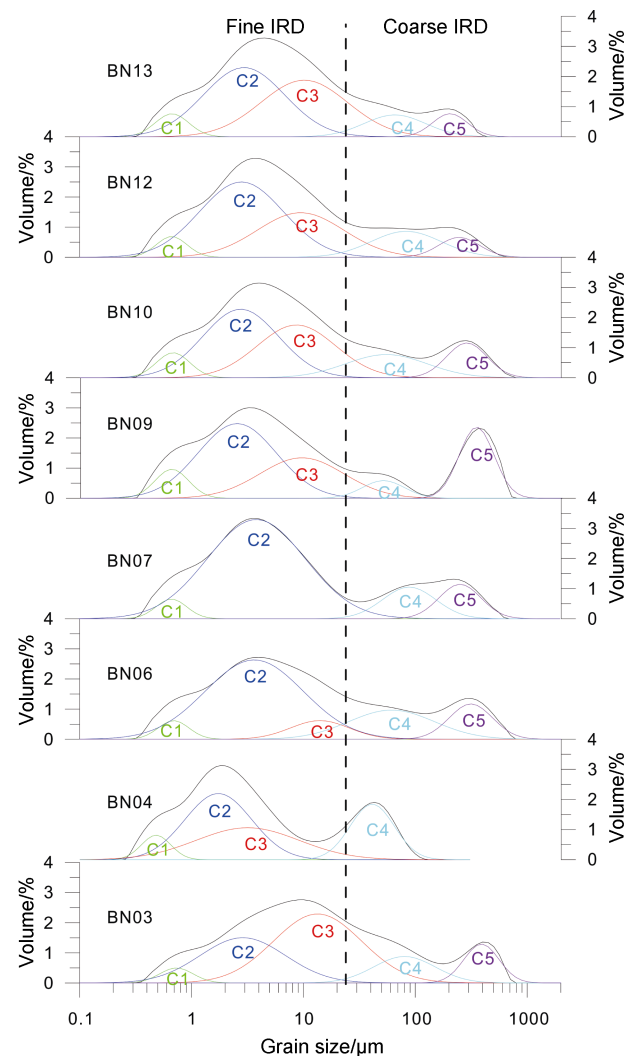 Fine IRD Coarse IRD
BN13
C1 C2 C3 C4 C5
4
3
2
1
0
Volume/%
BN12
C1 C2 C3 C4 C5
4
3
2
1
0
Volume/%
BN10
C1 C2 C3 C4 C5
4
3
2
1
0
Volume/%
BN09
C1 C2 C3 C4 C5
4
3
2
1
0
Volume/%
BN07
C1 C2 C4 C5
4
3
2
1
0
Volume/%
BN06
C1 C2 C3 C4 C5
4
3
2
1
0
Volume/%
BN04
C1 C2 C3 C4
4
3
2
1
0
Volume/%
BN03
C1 C2 C3 C4 C5
4
3
2
1
0
Volume/%
0.1 1 10 100 1000
Grain size/µm